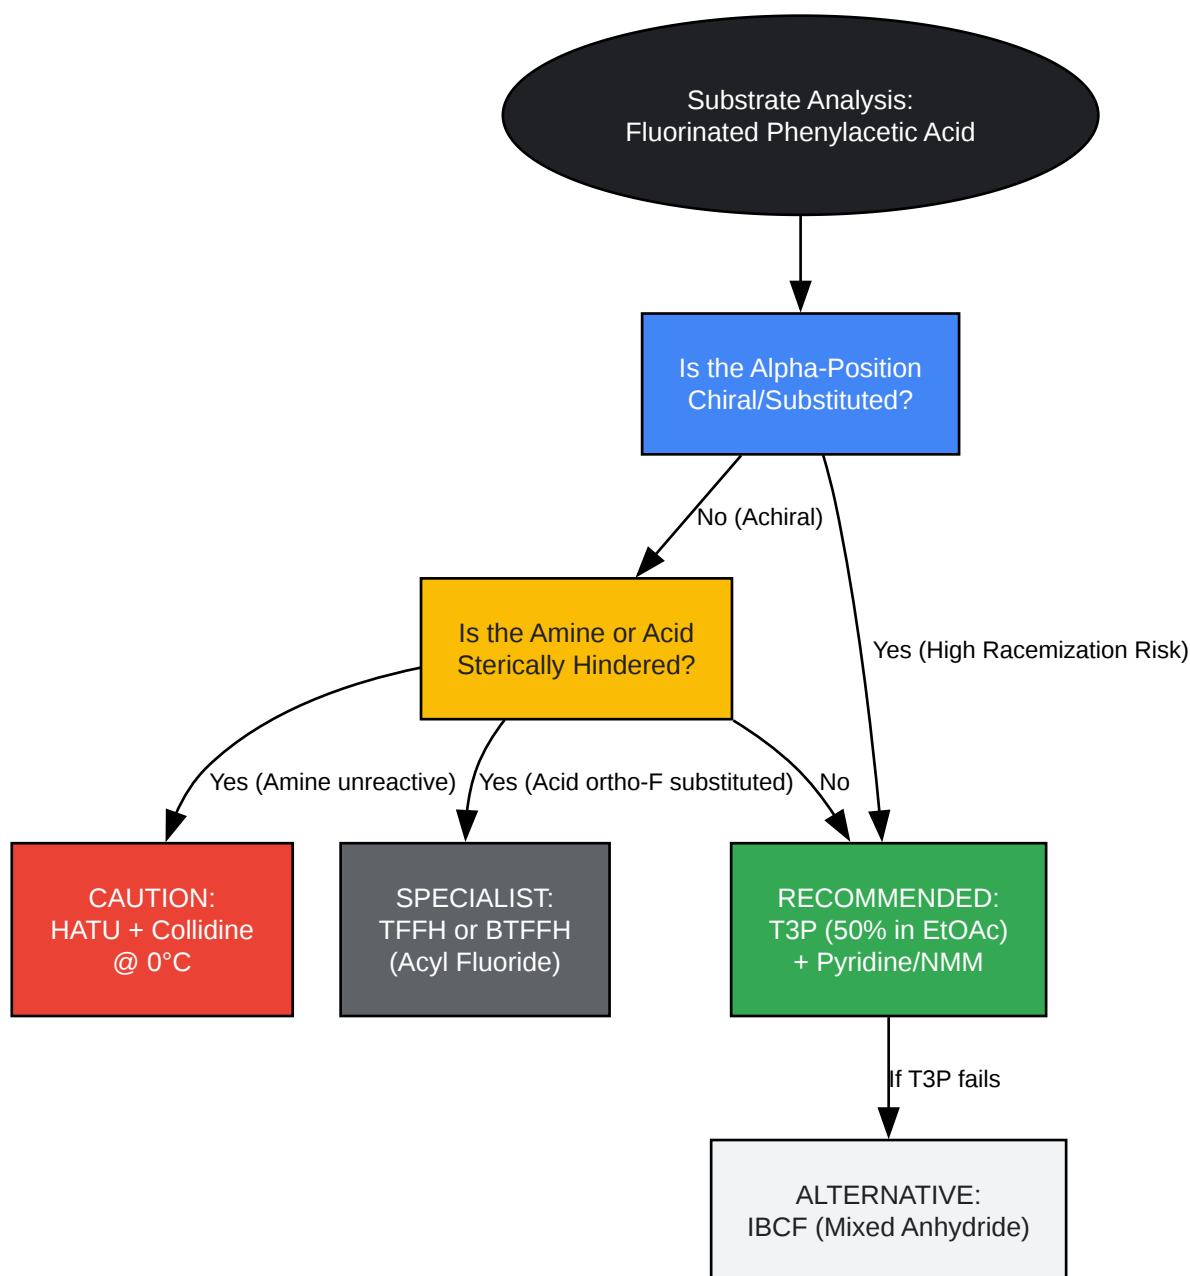 Substrate Analysis:
Fluorinated Phenylacetic Acid
Is the Alpha-Position
Chiral/Substituted?
No (Achiral)
Is the Amine or Acid
Sterically Hindered?
Yes (High Racemization Risk)
Yes (Amine unreactive)
Yes (Acid ortho-F substituted)
No
CAUTION:
HATU + Collidine
@ 0°C
SPECIALIST:
TFFH or BTFFH
(Acyl Fluoride)
RECOMMENDED:
T3P (50% in EtOAc)
+ Pyridine/NMM
If T3P fails
ALTERNATIVE:
IBCF (Mixed Anhydride)